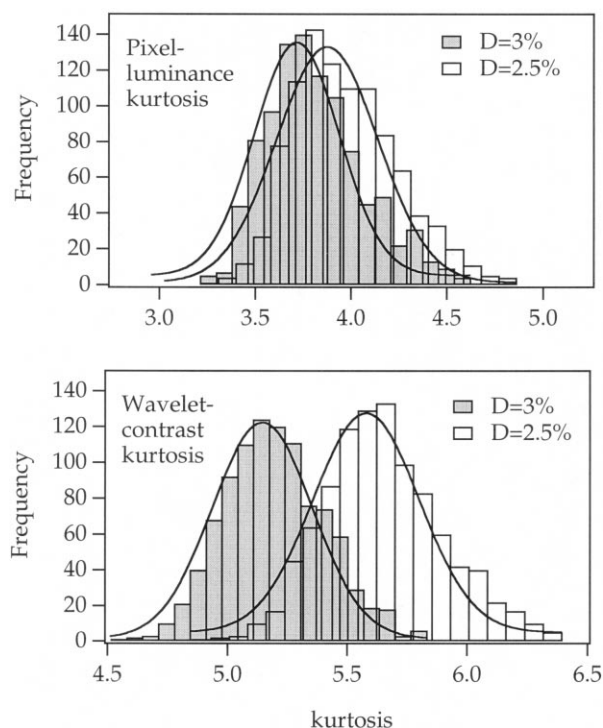 Pixel-
luminance
kurtosis
D=3%
D=2.5%
Frequency
140
120
100
80
60
40
20
0
3.0 3.5 4.0 4.5 5.0
Wavelet-
contrast
kurtosis
D=3%
D=2.5%
Frequency
140
120
100
80
60
40
20
0
4.5 5.0 5.5 6.0 6.5
kurtosis